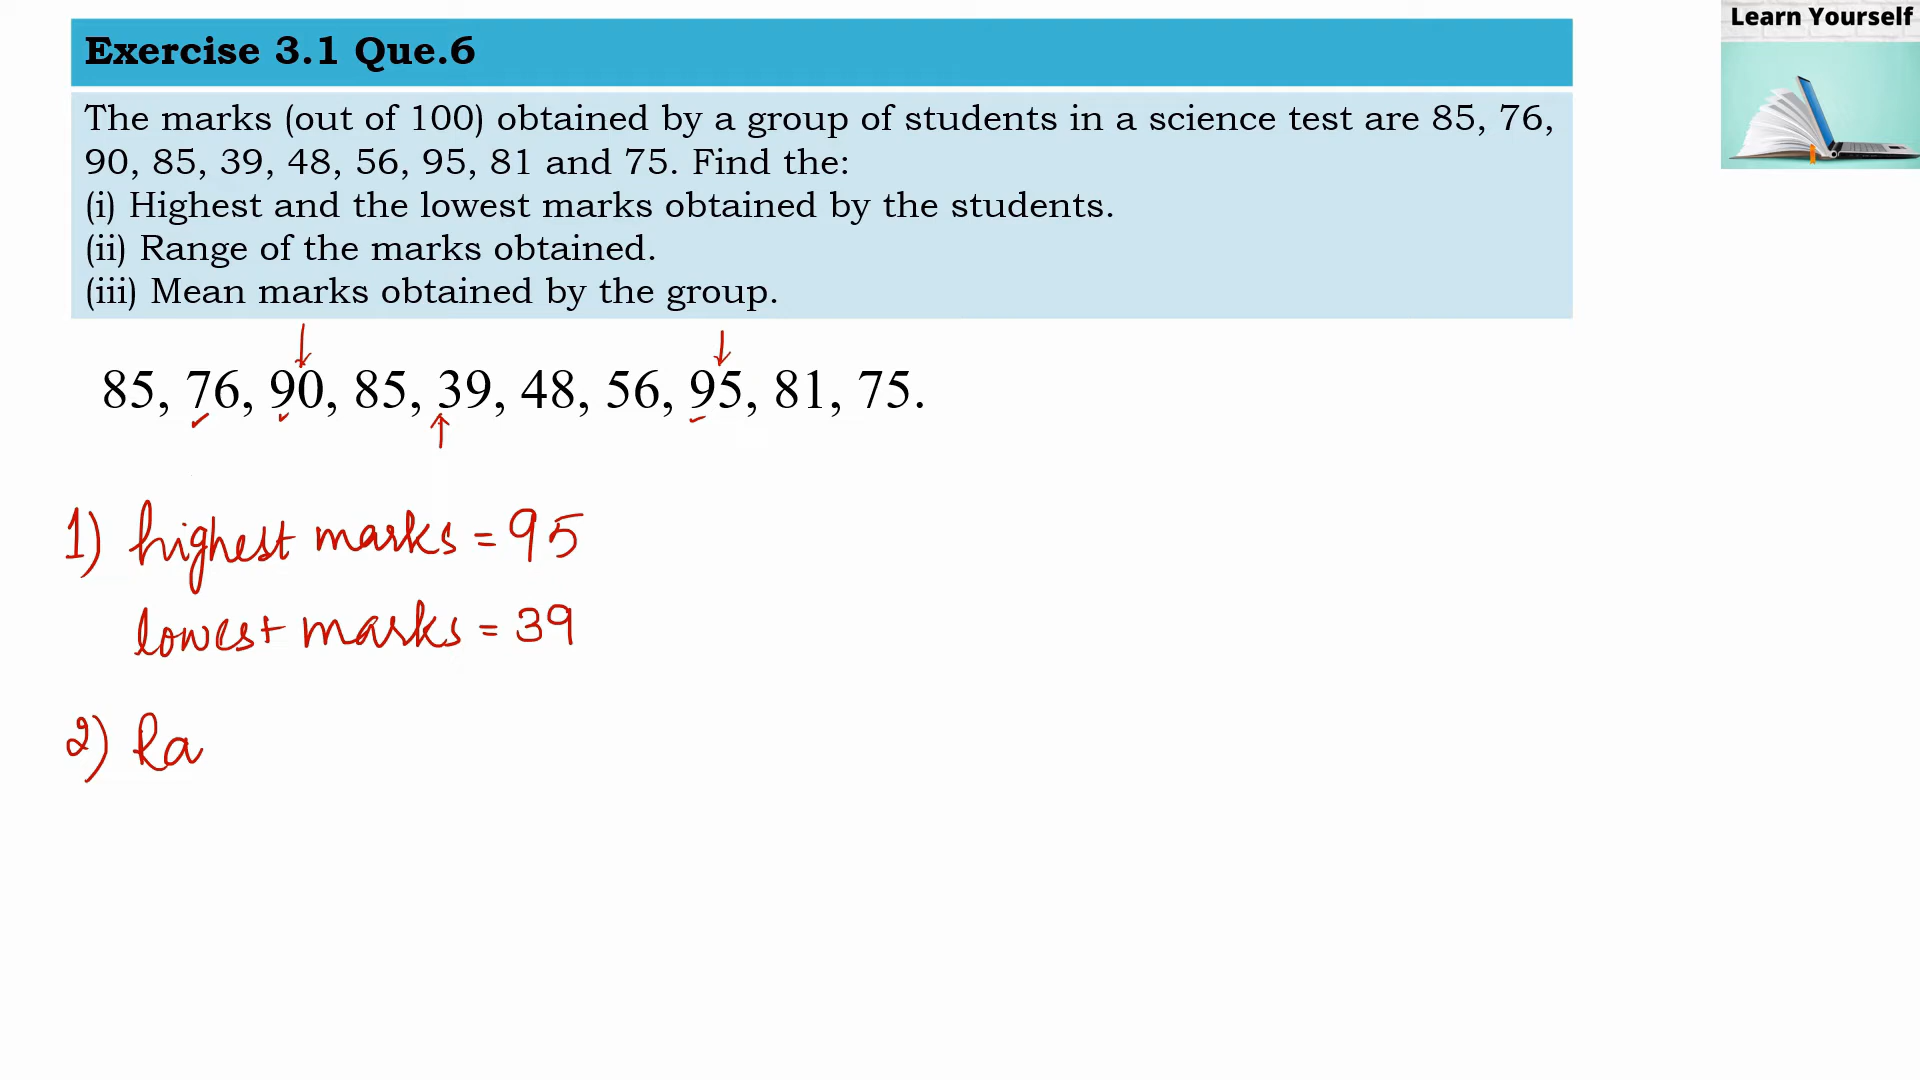 Learn Yourself
Exercise 3.1 Que.6
The marks (out of 100) obtained by a group of students in a science test are 85, 76,
90, 85, 39, 48, 56, 95, 81 and 75. Find the:
(i) Highest and the lowest marks obtained by the students.
(ii) Range of the marks obtained.
(iii) Mean marks obtained by the group.
85, 76, 90, 85, 39, 48, 56, 95, 81, 75.
1) highest marks = 95
lowest marks = 39
2) Ra